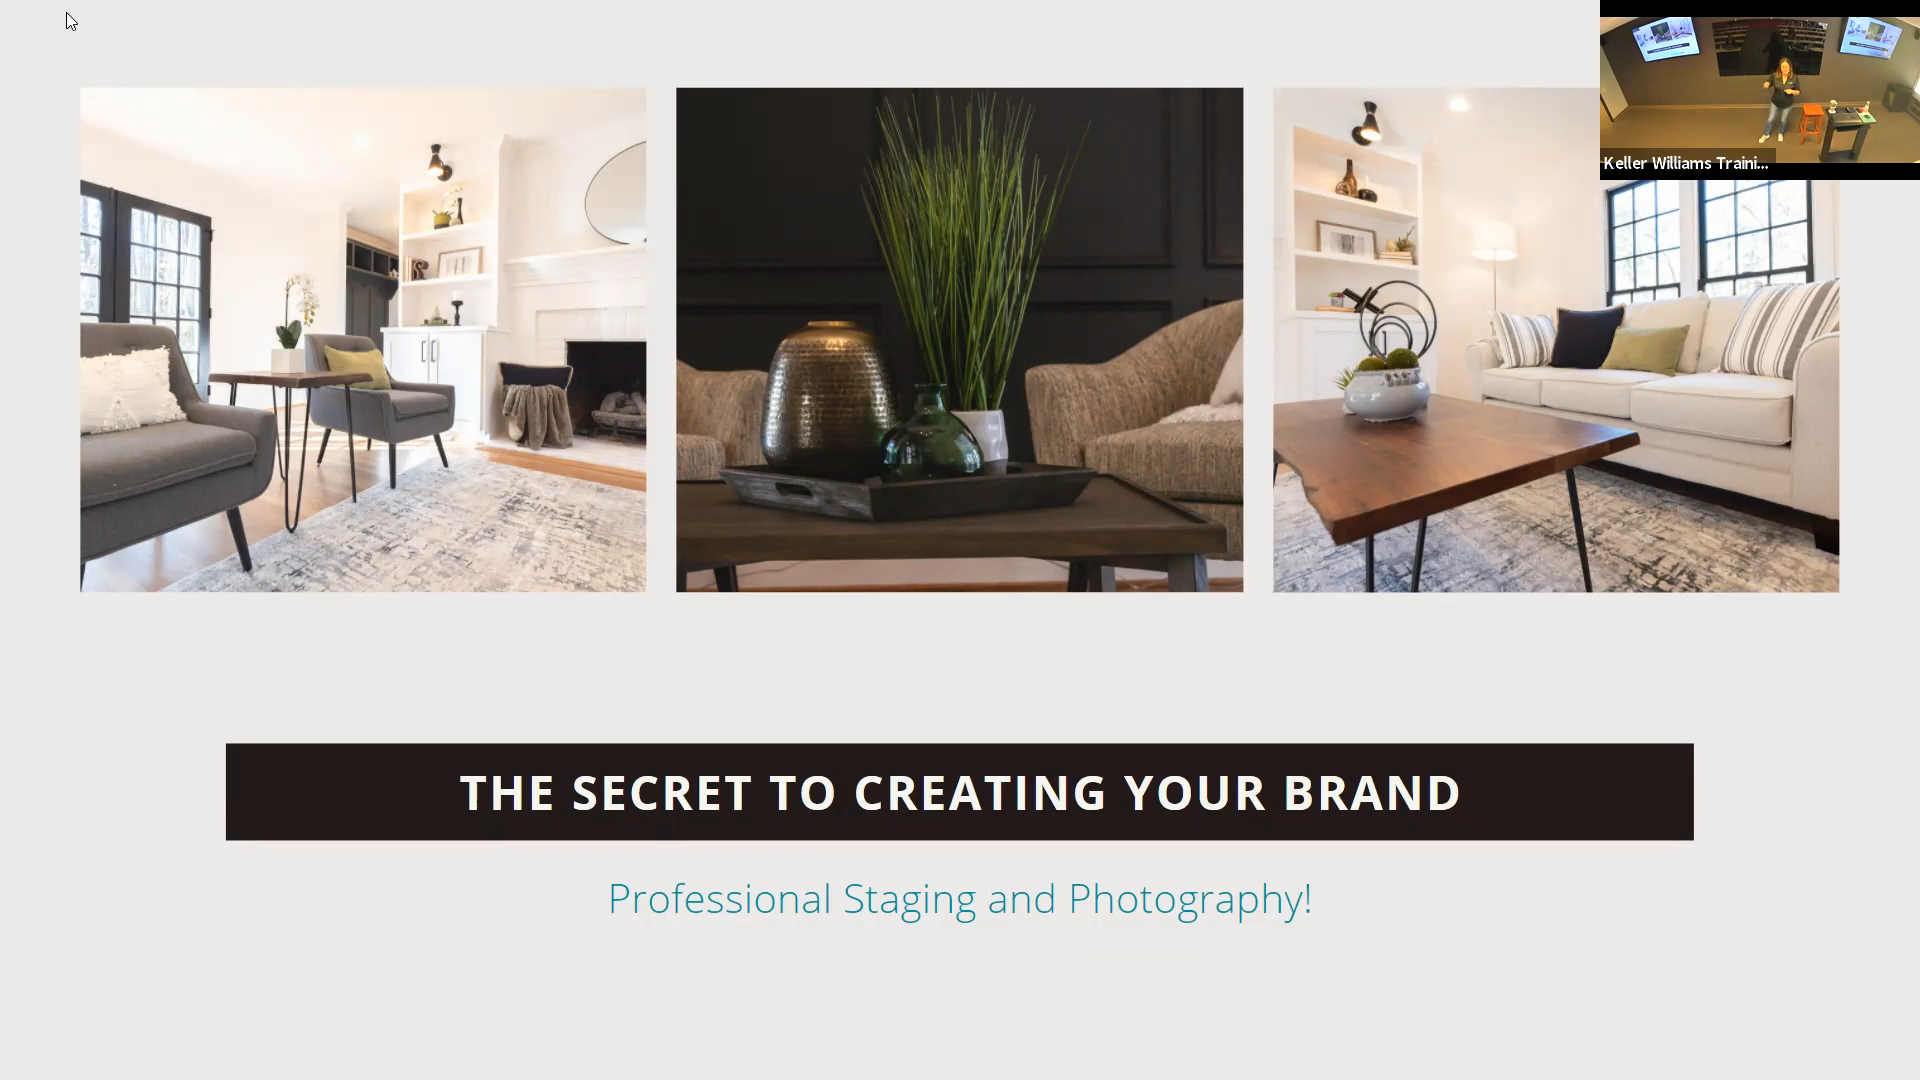 Keller Williams Traini...
THE SECRET TO CREATING YOUR BRAND
Professional Staging and Photography!